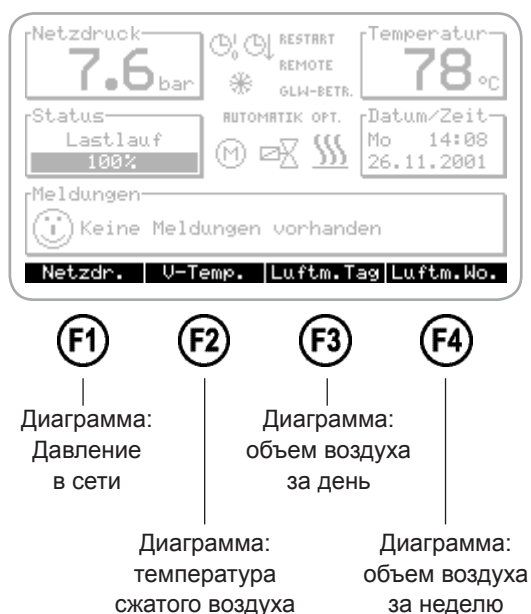 Netzdruck
7.6 bar
RESTART
REMOTE
GLW-BETR.
Temperatur
78 °C
Status
Lastlauf
100%
AUTOMATIK OPT.
M
Datum/Zeit
Mo 14:08
26.11.2001
Meldungen
i Keine Meldungen vorhanden
Netzdr. V-Temp. Luftm.Tag Luftm.Wo.
F1 F2 F3 F4
Диаграмма:
Давление
в сети
Диаграмма:
объем воздуха
за день
Диаграмма:
температура
сжатого воздуха
Диаграмма:
объем воздуха
за неделю